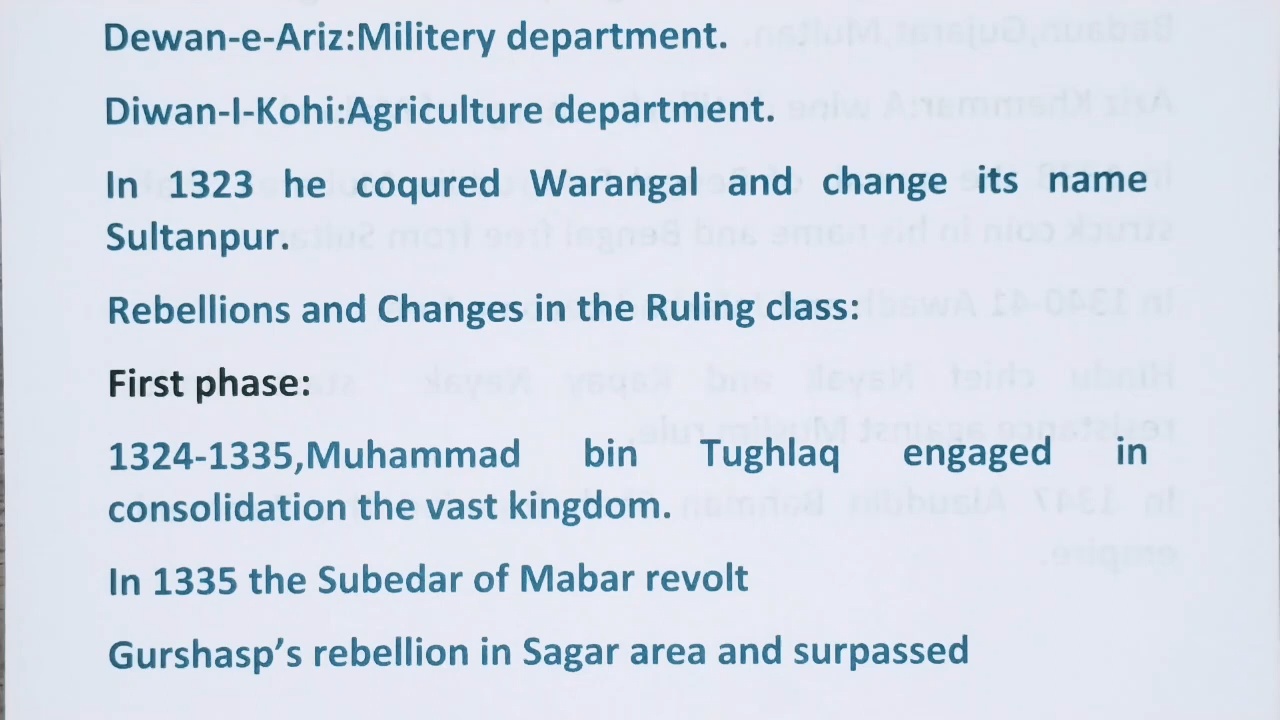 Dewan-e-Ariz:Militery department.
Diwan-I-Kohi:Agriculture department.
In 1323 he coqured Warangal and change its name
Sultanpur.
Rebellions and Changes in the Ruling class:
First phase:
1324-1335,Muhammad bin Tughlaq engaged in
consolidation the vast kingdom.
In 1335 the Subedar of Mabar revolt
Gurshasp’s rebellion in Sagar area and surpassed